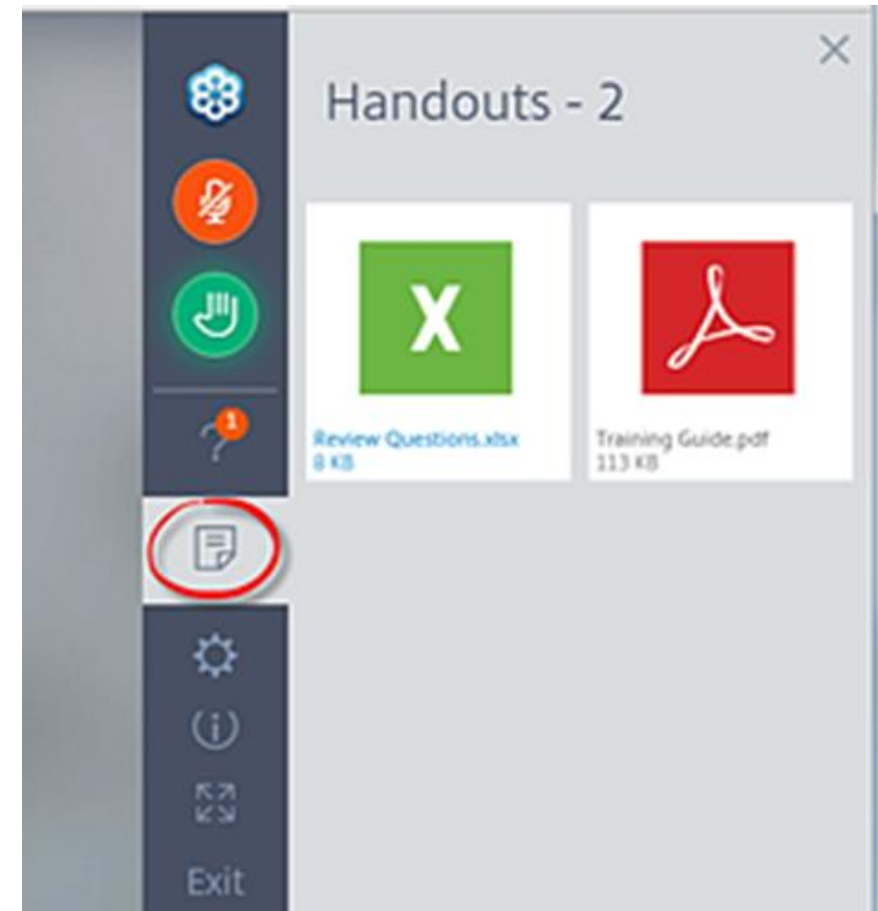 Handouts - 2
X
1
Review Questions.xlsx
8 KB
Training Guide.pdf
113 KB
Exit